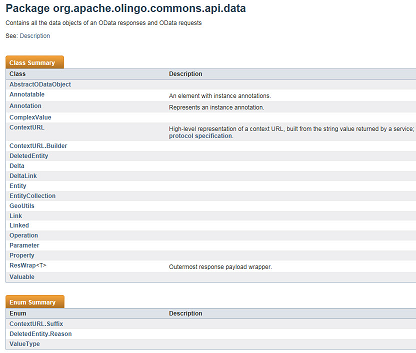 Package org.apache.olingo.commons.api.data
Contains all the data objects of an OData responses and OData requests
See: Description
Class Summary
Class Description
AbstractODataObject
Annotatable An element with instance annotations.
Annotation Represents an instance annotation.
ComplexValue
ContextURL High-level representation of a context URL, built from the string value returned by a service;
protocol specification.
ContextURL.Builder
DeletedEntity
Delta
DeltaLink
Entity
EntityCollection
GeoUtils
Link
Linked
Operation
Parameter
Property
ResWrap<T> Outermost response payload wrapper.
Valuable
Enum Summary
Enum Description
ContextURL.Suffix
DeletedEntity.Reason
ValueType